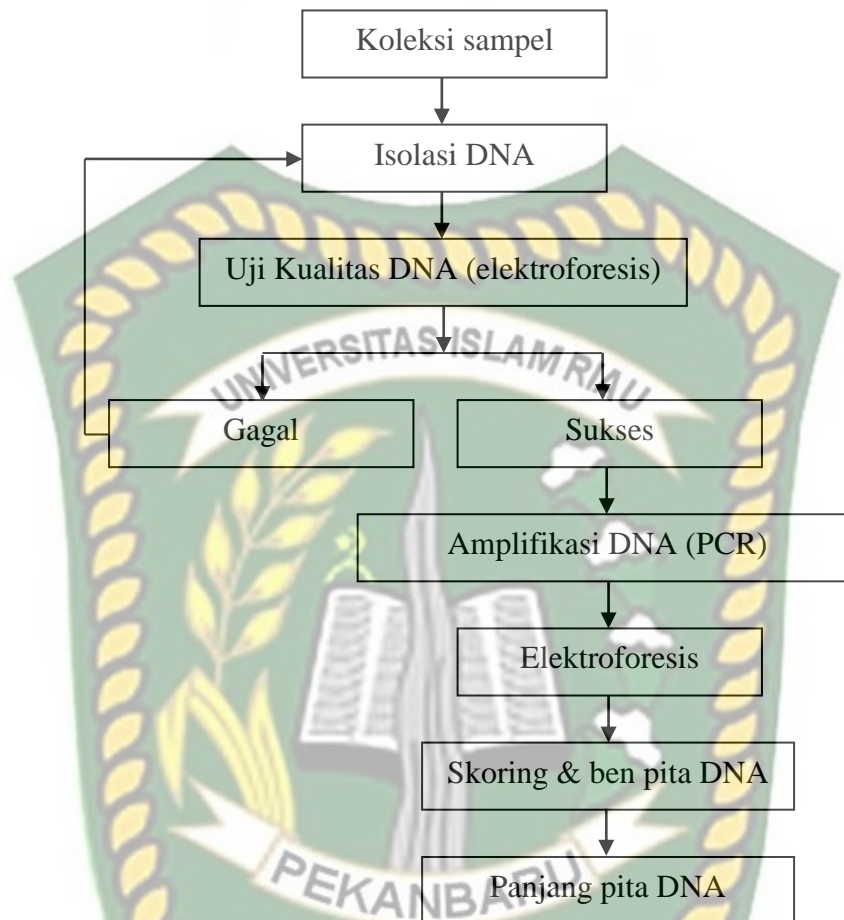 Koleksi sampel
Isolasi DNA
Uji Kualitas DNA (elektroforesis)
UNIVERSITAS ISLAM RIAU
Gagal
Sukses
Amplifikasi DNA (PCR)
Elektroforesis
Skoring & ben pita DNA
PEKANBARU
Panjang pita DNA